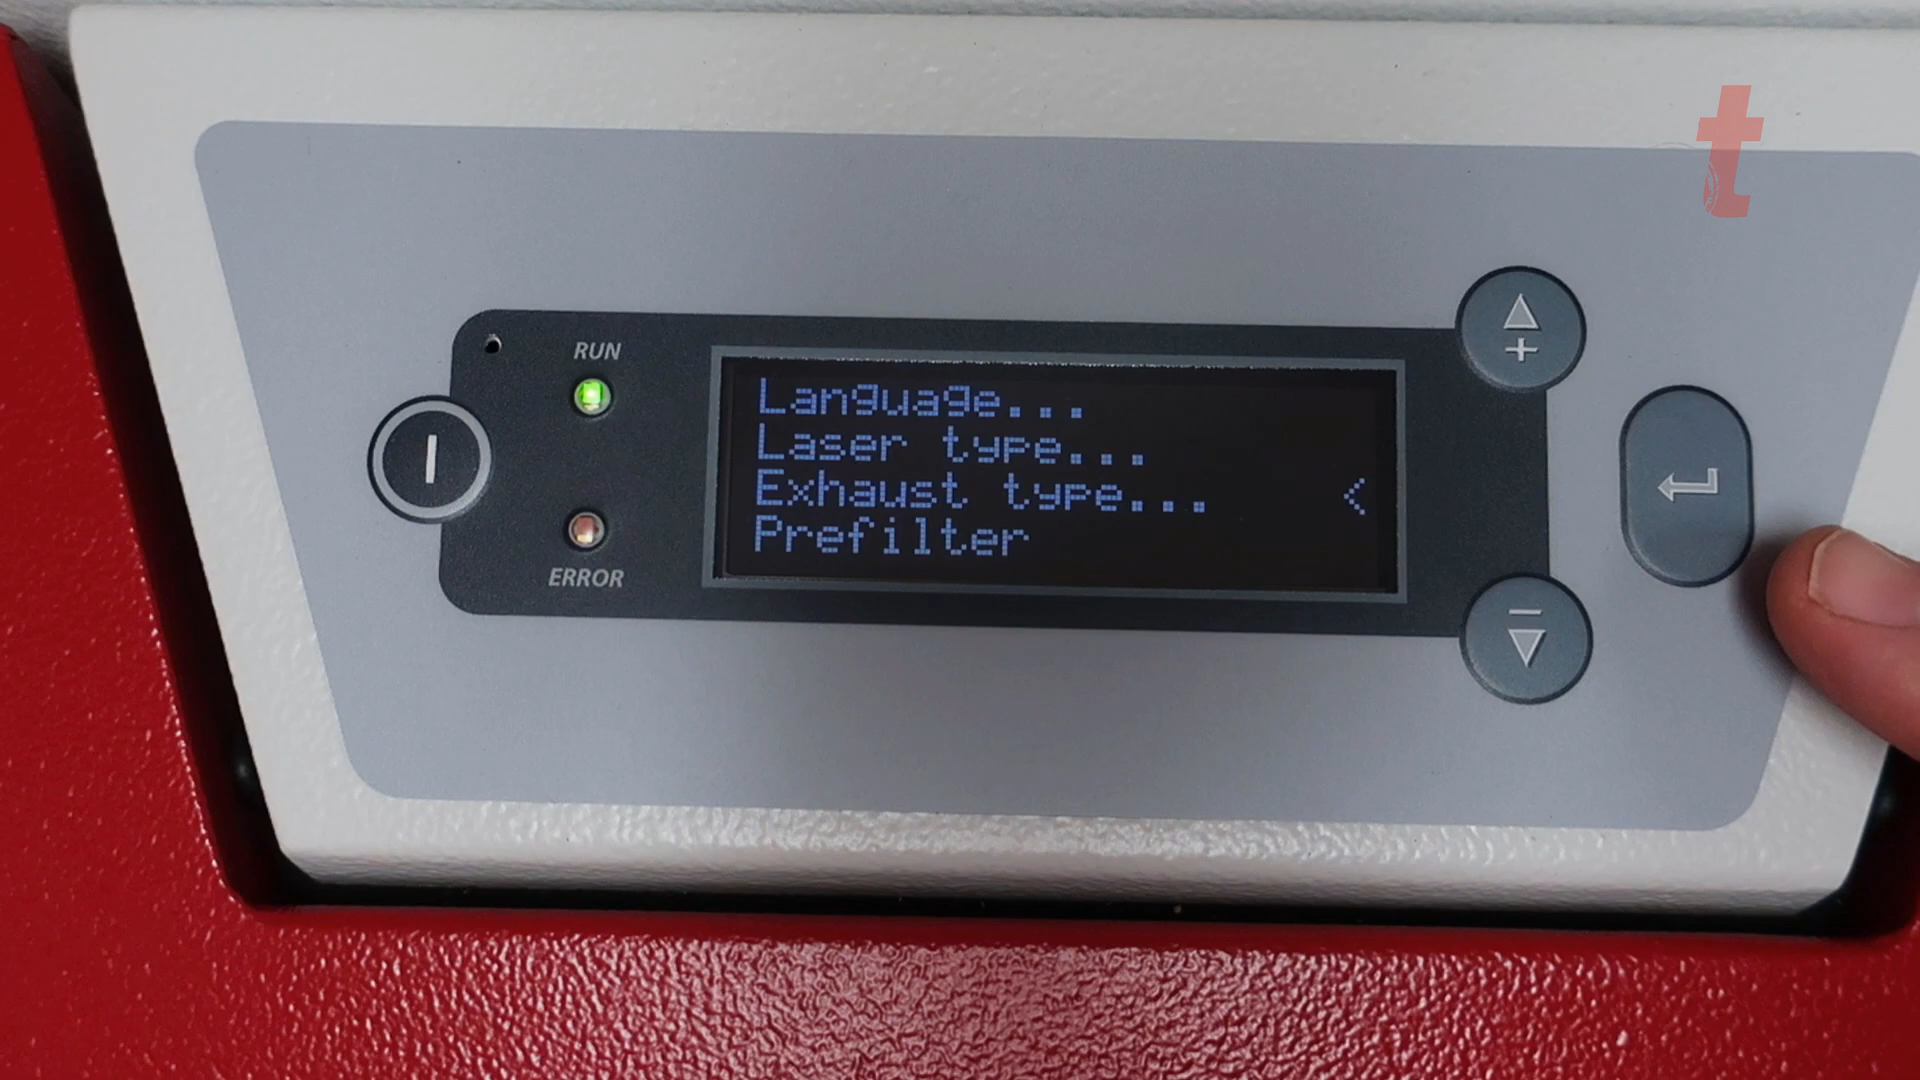 t
RUN
ERROR
Language...
Laser type...
Exhaust type... <
Prefilter
+
-